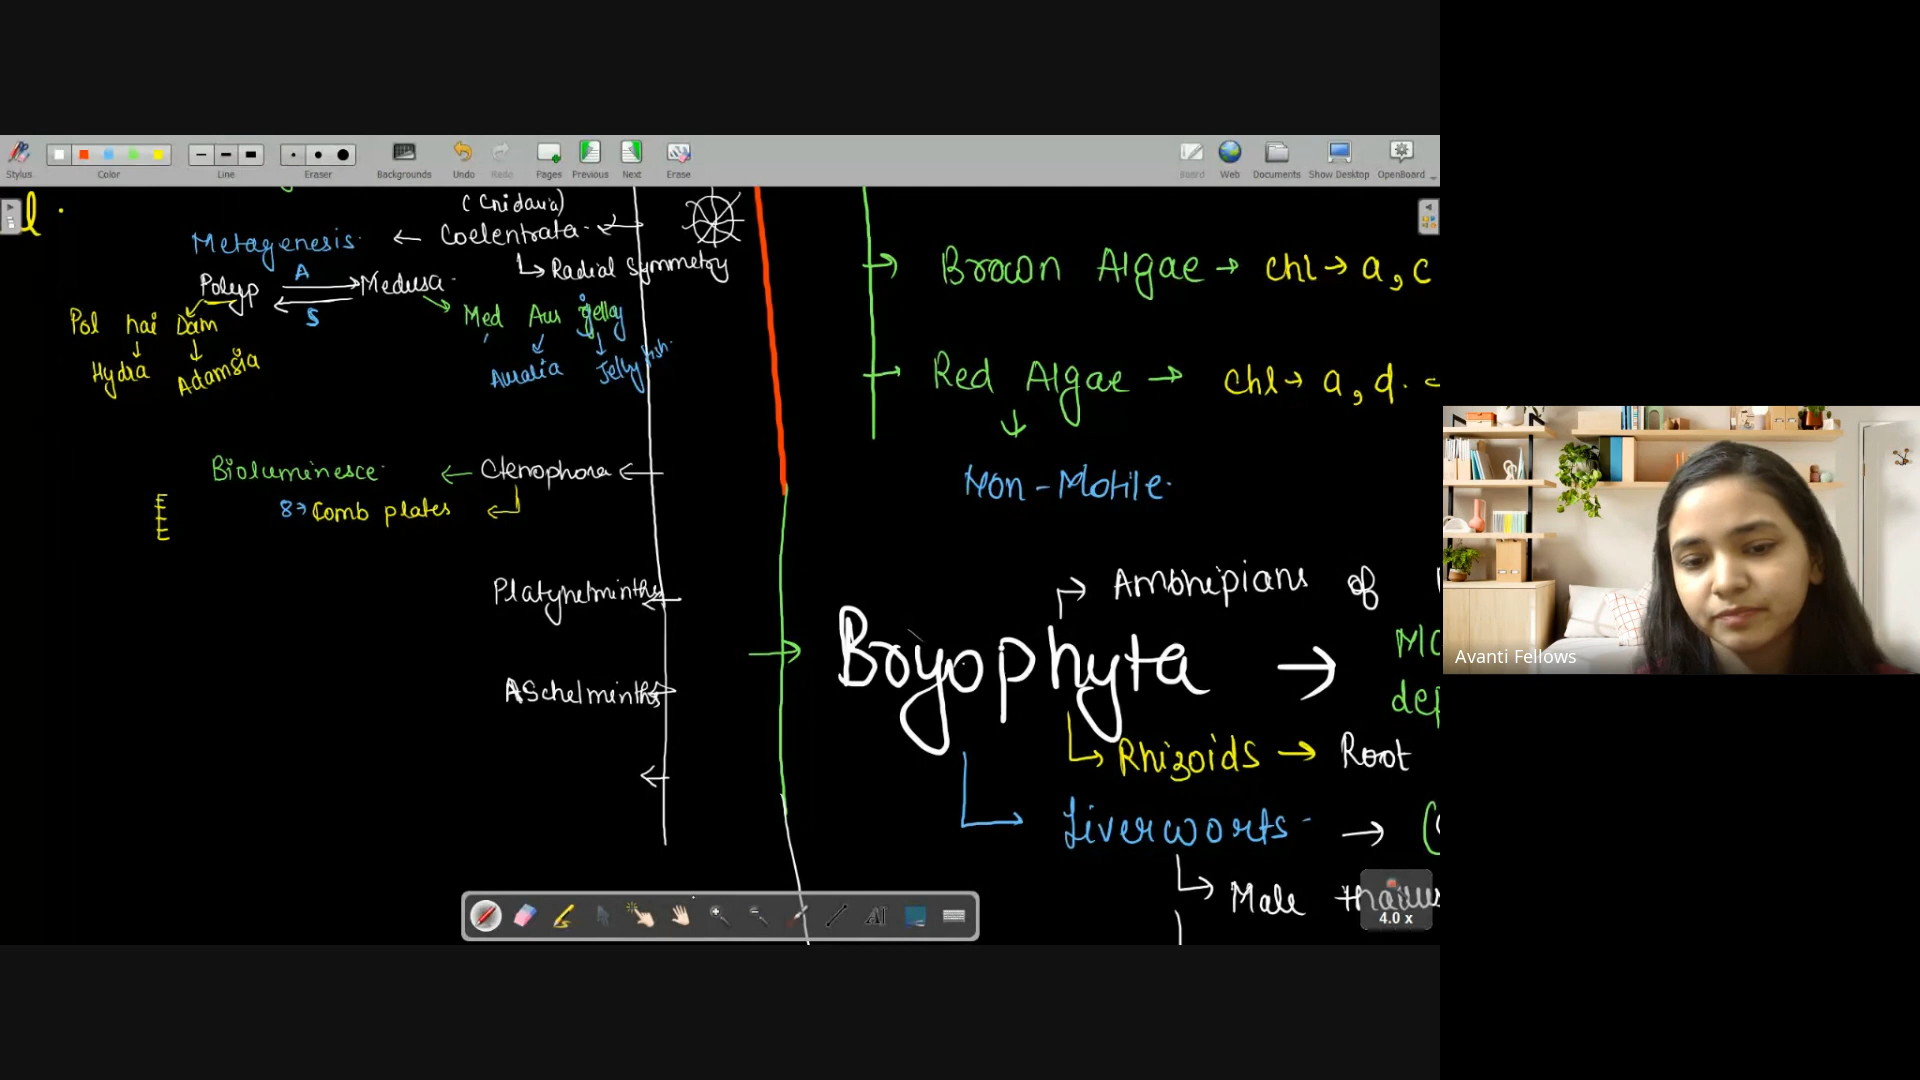 Stylus
Color
Line
Eraser
Backgrounds
Undo
Redo
Pages
Previous
Next
Erase
Board
Web
Documents
Show Desktop
OpenBoard
l.
(Cnidaria)
Metagenesis. ← Coelentrata. ←
↳ Radial Symmetry
Polyp A → Medusa.
← S
Pol hai Dam
Med Au jelly
Hydra Adamsia
Aurelia Jelly fish.
Bioluminesce. ← Ctenophora ←
8→ Comb plates
Platyhelminthes
ASchelminthes
→ Brown Algae → chl → a, c
→ Red Algae → chl → a, d.
↓
Non-Motile.
→ Amphipians of
→ Bryophyta →
dep
↳ Rhizoids → Root
Liverworts - → (
↳ Male thallus
4.0 x
Avanti Fellows